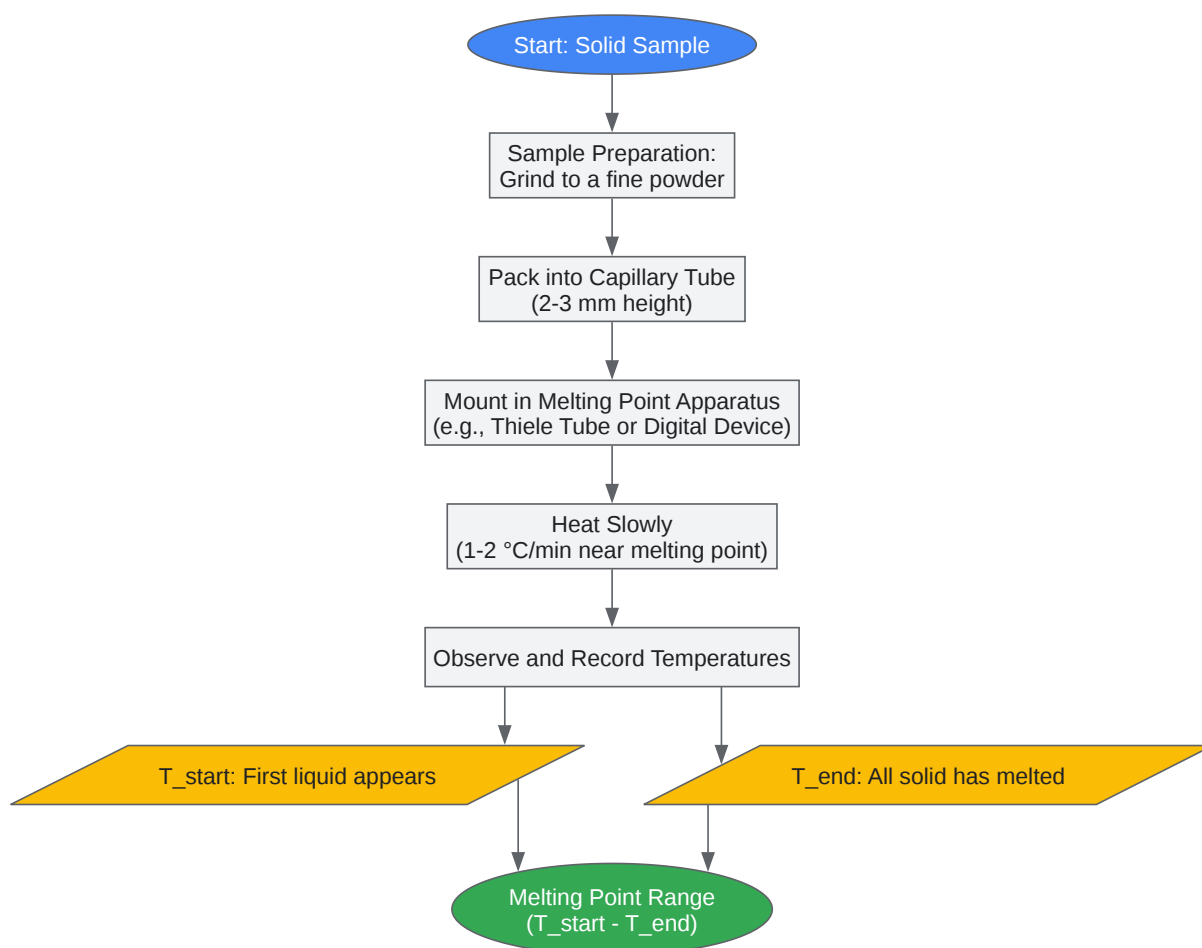 Start: Solid Sample
Sample Preparation:
Grind to a fine powder
Pack into Capillary Tube
(2-3 mm height)
Mount in Melting Point Apparatus
(e.g., Thiele Tube or Digital Device)
Heat Slowly
(1-2 °C/min near melting point)
Observe and Record Temperatures
T_start: First liquid appears
T_end: All solid has melted
Melting Point Range
(T_start - T_end)